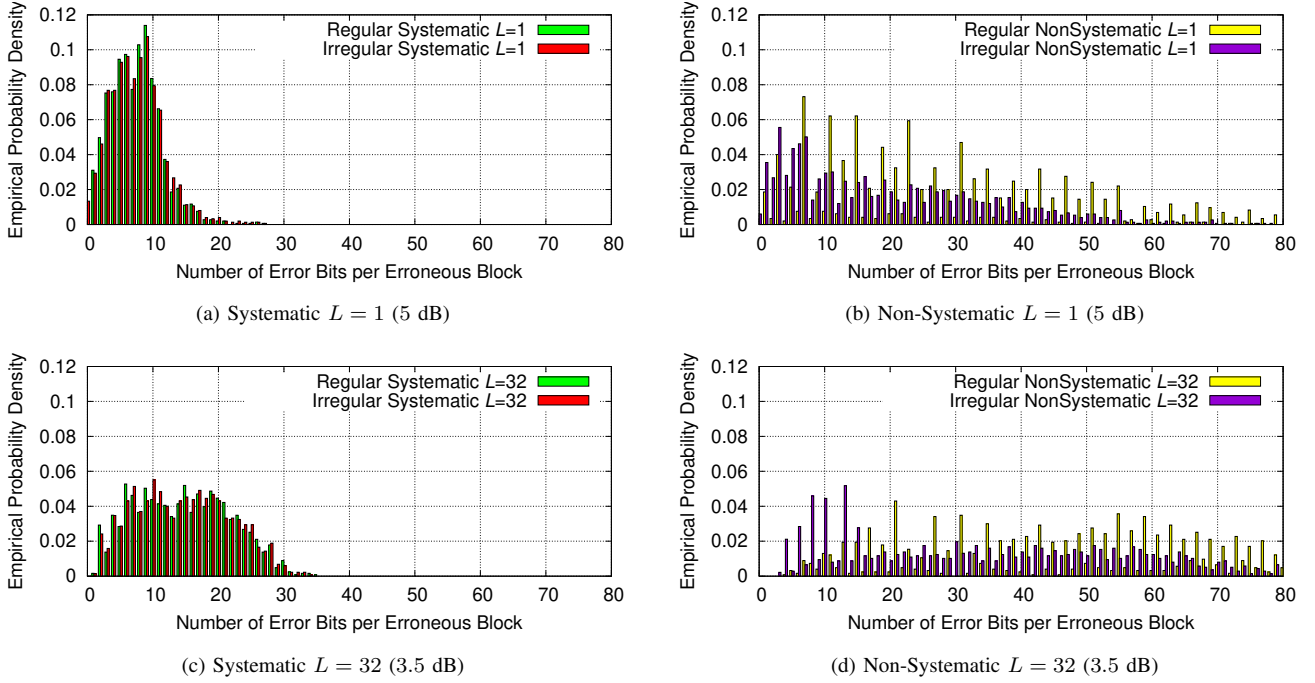 Empirical Probability Density
0.12
0.1
0.08
0.06
0.04
0.02
0
Regular Systematic L=1
Irregular Systematic L=1
0 10 20 30 40 50 60 70 80
Number of Error Bits per Erroneous Block
(a) Systematic L = 1 (5 dB)
Empirical Probability Density
0.12
0.1
0.08
0.06
0.04
0.02
0
Regular NonSystematic L=1
Irregular NonSystematic L=1
0 10 20 30 40 50 60 70 80
Number of Error Bits per Erroneous Block
(b) Non-Systematic L = 1 (5 dB)
Empirical Probability Density
0.12
0.1
0.08
0.06
0.04
0.02
0
Regular Systematic L=32
Irregular Systematic L=32
0 10 20 30 40 50 60 70 80
Number of Error Bits per Erroneous Block
(c) Systematic L = 32 (3.5 dB)
Empirical Probability Density
0.12
0.1
0.08
0.06
0.04
0.02
0
Regular NonSystematic L=32
Irregular NonSystematic L=32
0 10 20 30 40 50 60 70 80
Number of Error Bits per Erroneous Block
(d) Non-Systematic L = 32 (3.5 dB)